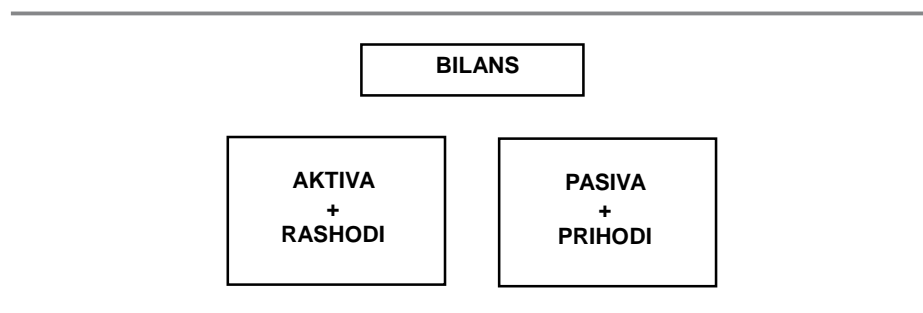 BILANS
AKTIVA
+
RASHODI
PASIVA
+
PRIHODI